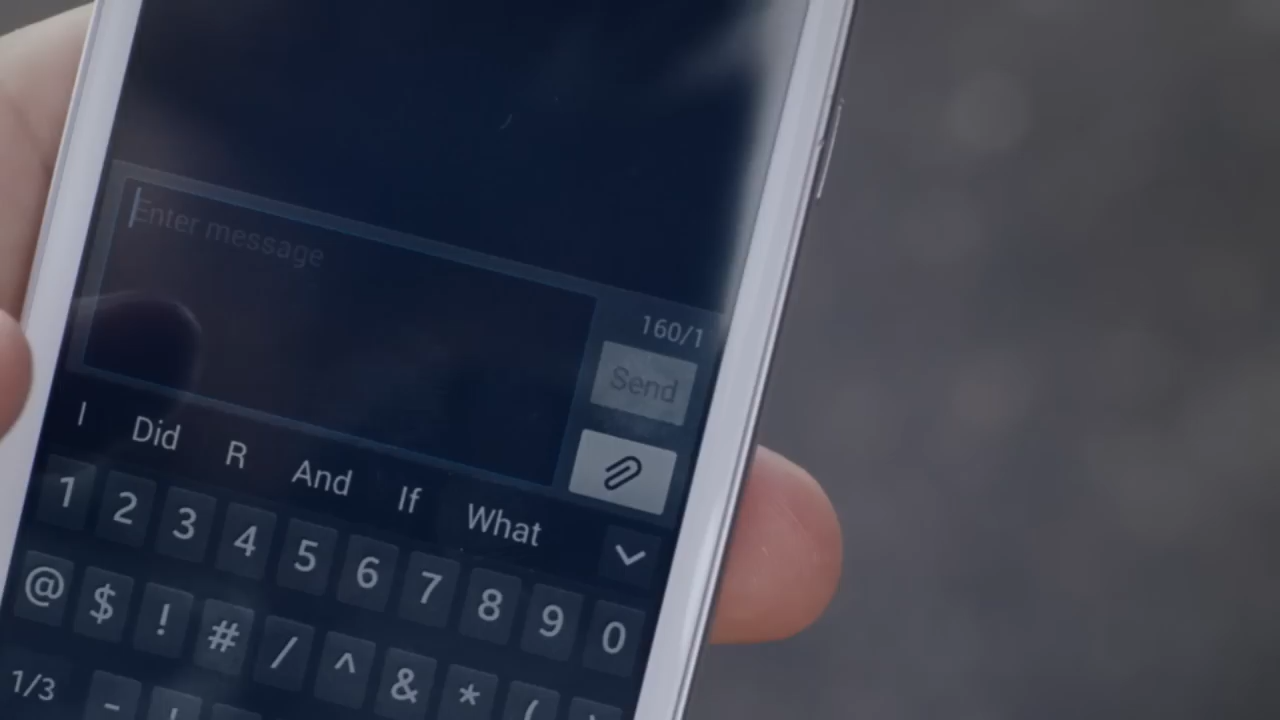 Enter message
160/1
Send
I Did R And If What
1 2 3 4 5 6 7 8 9 0
@ $ ! # / ^ & * (
1/3 -